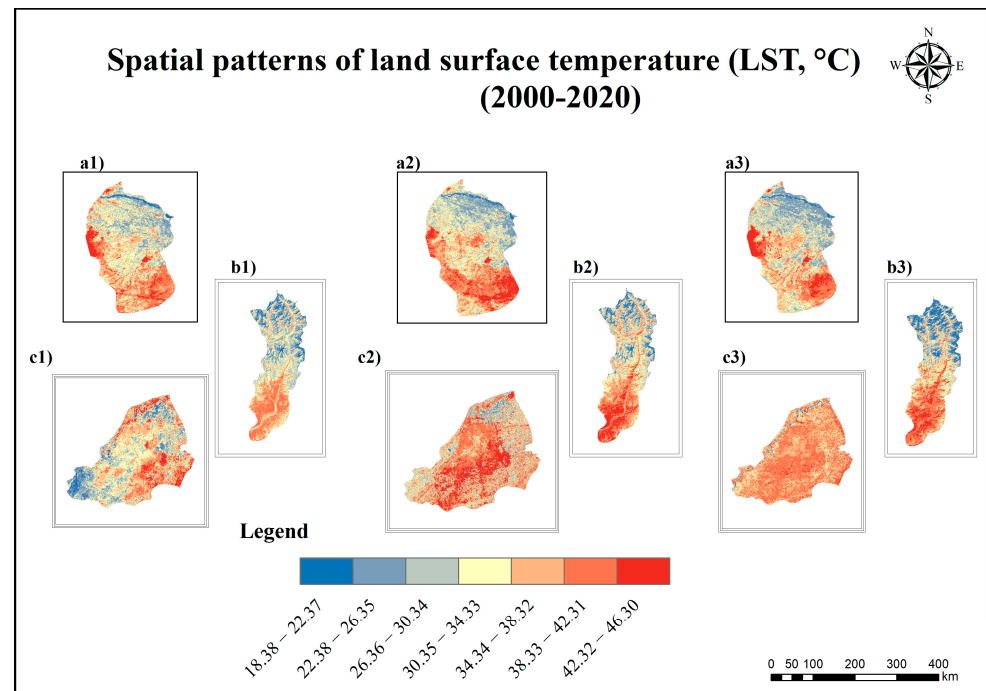 Spatial patterns of land surface temperature (LST, °C)
(2000-2020)
N
W E
S
a1) a2) a3)
b1) b2) b3)
c1) c2) c3)
Legend
18.38 – 22.37
22.38 – 26.35
26.36 – 30.34
30.35 – 34.33
34.34 – 38.32
38.33 – 42.31
42.32 – 46.30
0 50 100 200 300 400
km